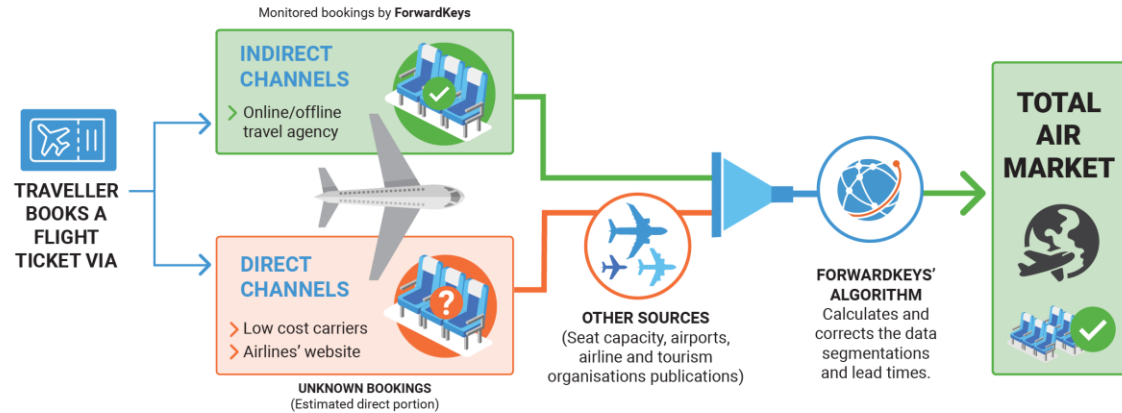 Monitored bookings by ForwardKeys
INDIRECT
CHANNELS
Online/offline
travel agency
TRAVELLER
BOOKS A
FLIGHT
TICKET VIA
DIRECT
CHANNELS
?
Low cost carriers
Airlines' website
UNKNOWN BOOKINGS
(Estimated direct portion)
OTHER SOURCES
(Seat capacity, airports,
airline and tourism
organisations publications)
FORWARDKEYS'
ALGORITHM
Calculates and
corrects the data
segmentations
and lead times.
TOTAL
AIR
MARKET